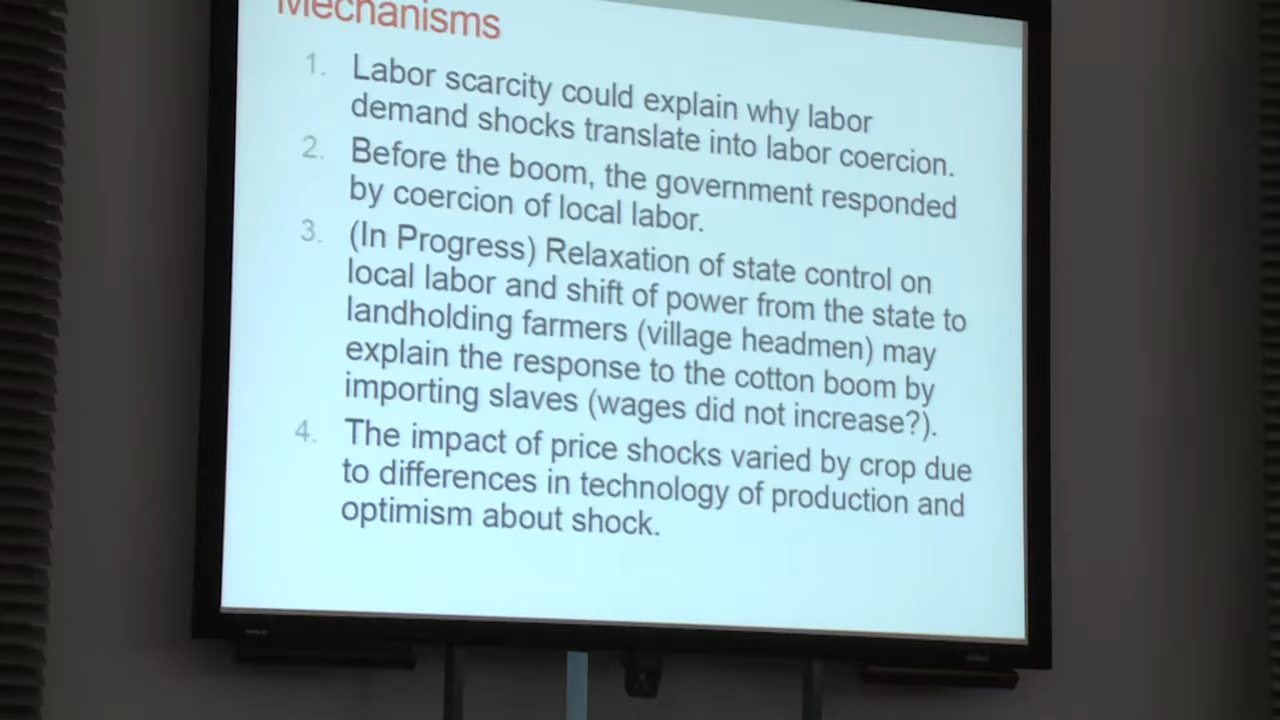 Mechanisms
1. Labor scarcity could explain why labor
demand shocks translate into labor coercion.
2. Before the boom, the government responded
by coercion of local labor.
3. (In Progress) Relaxation of state control on
local labor and shift of power from the state to
landholding farmers (village headmen) may
explain the response to the cotton boom by
importing slaves (wages did not increase?).
4. The impact of price shocks varied by crop due
to differences in technology of production and
optimism about shock.